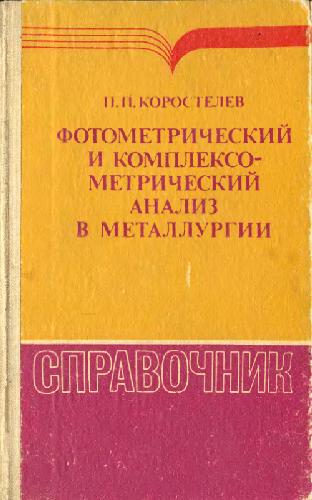 П. П. КОРОСТЕЛЕВ
ФОТОМЕТРИЧЕСКИЙ
И КОМПЛЕКСО-
МЕТРИЧЕСКИЙ
АНАЛИЗ
В МЕТАЛЛУРГИИ
СПРАВОЧНИК